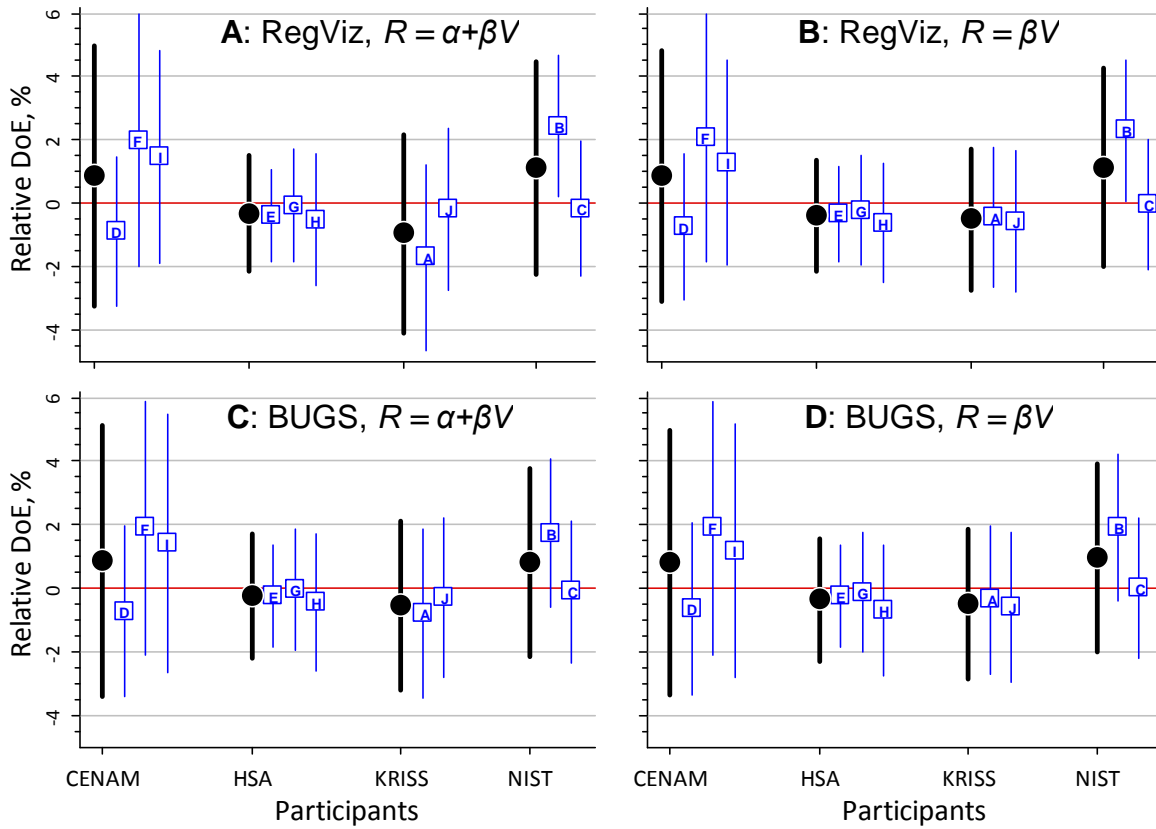 A: RegViz, R = α+βV
Relative DoE, %
6
4
2
0
-2
-4
D
F
I
E
G
H
A
J
B
C
B: RegViz, R = βV
D
F
I
E
G
H
A
J
B
C
C: BUGS, R = α+βV
Relative DoE, %
6
4
2
0
-2
-4
D
F
I
E
G
H
A
J
B
C
CENAM HSA KRISS NIST
Participants
D: BUGS, R = βV
D
F
I
E
G
H
A
J
B
C
CENAM HSA KRISS NIST
Participants